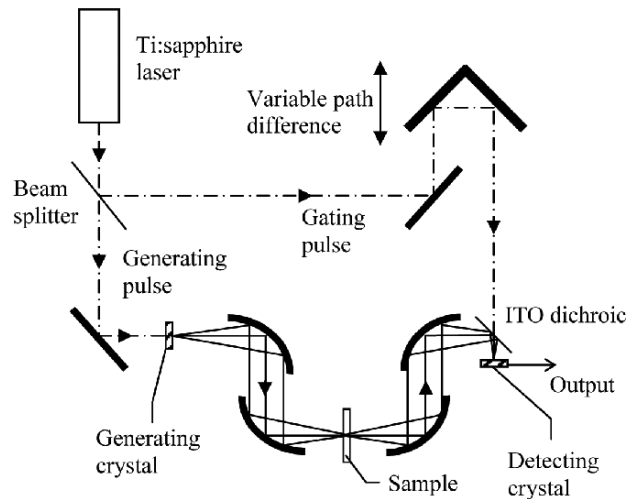 Ti:sapphire
laser
Variable path
difference
Beam
splitter
Gating
pulse
Generating
pulse
ITO dichroic
Output
Generating
crystal
Sample
Detecting
crystal